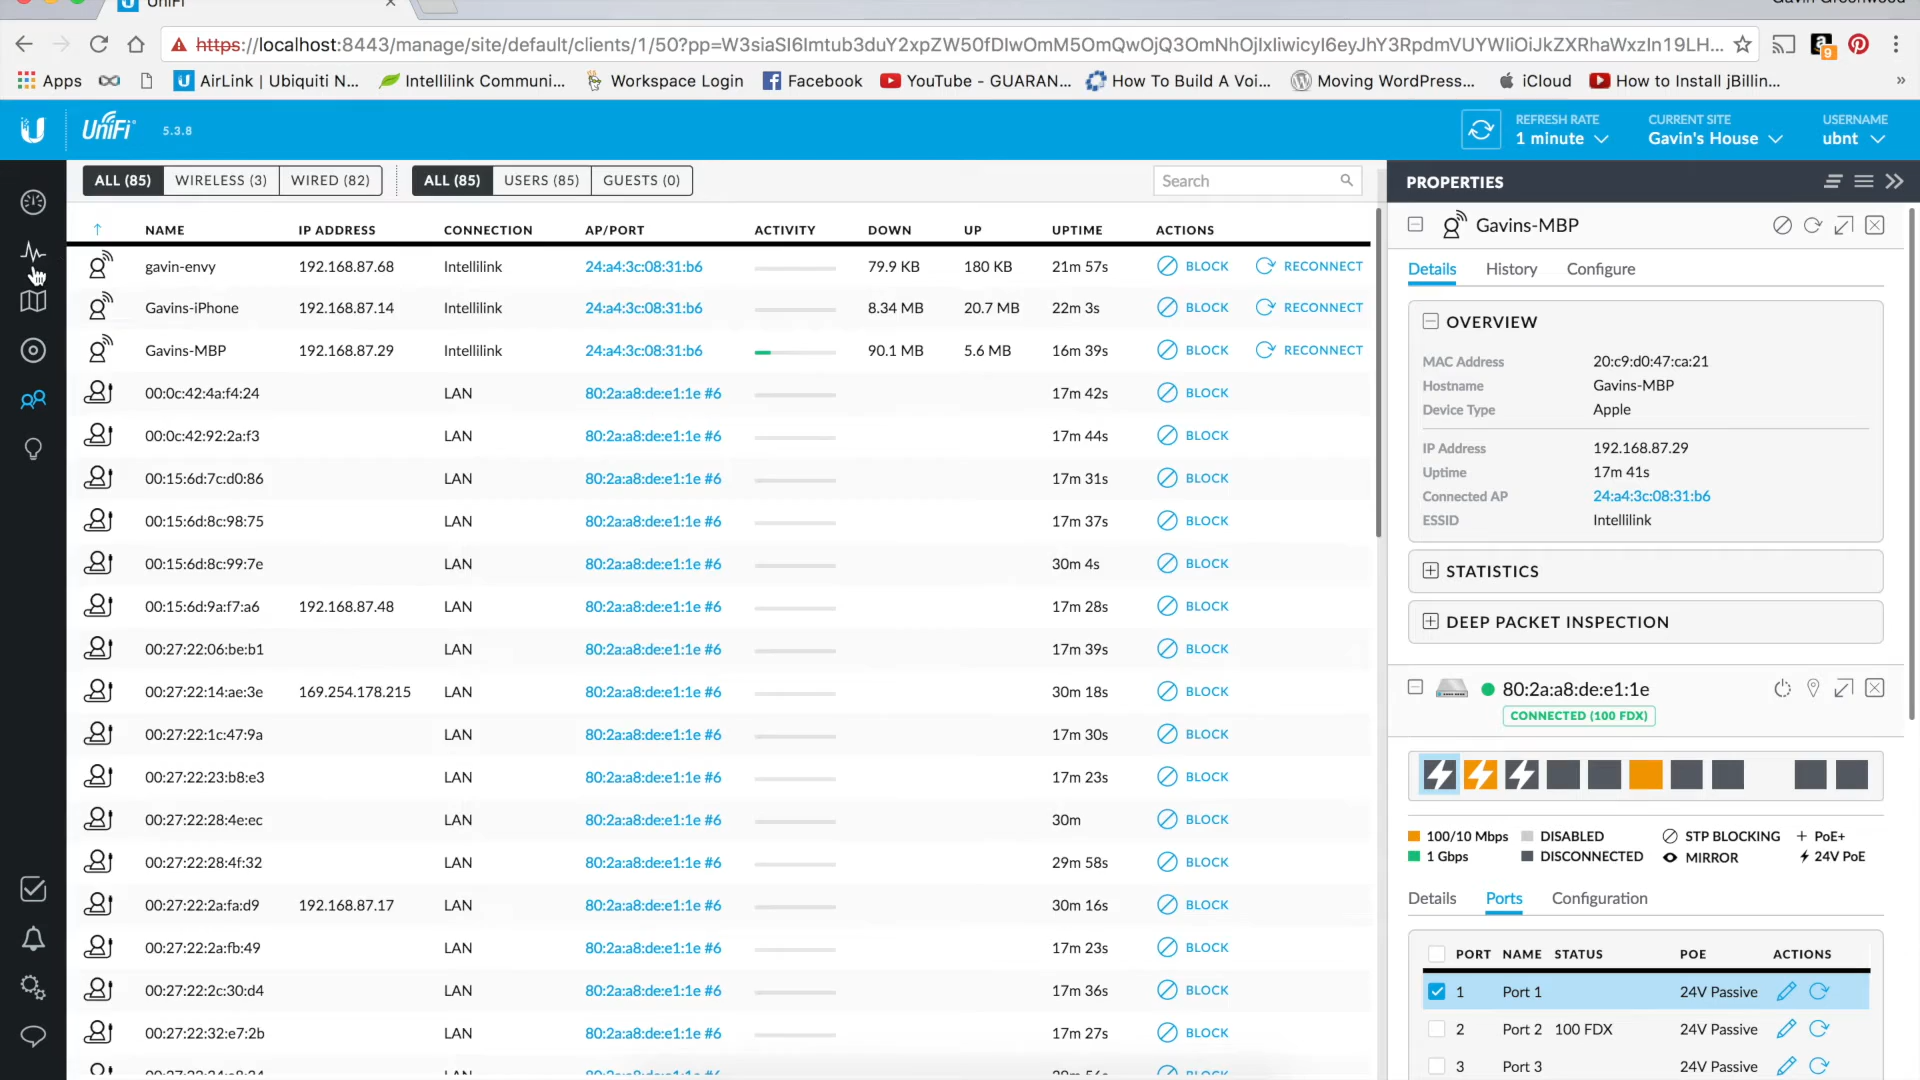 UniFi
https://localhost:8443/manage/site/default/clients/1/50?pp=W3siaSI6Imtub3duY2xpZW50fDIwOmM5OmQwOjQ3OmNhOjIxIiwicyI6eyJhY3RpdmVUYWIiOiJkZXRhaWxzIn19LH...
9
Apps
AirLink | Ubiquiti N...
Intellilink Communi...
Workspace Login
Facebook
YouTube - GUARAN...
How To Build A Voi...
Moving WordPress...
iCloud
How to Install jBillin...
»
U UniFi 5.3.8
REFRESH RATE
1 minute
CURRENT SITE
Gavin's House
USERNAME
ubnt
ALL (85) WIRELESS (3) WIRED (82) ALL (85) USERS (85) GUESTS (0) Search
NAME IP ADDRESS CONNECTION AP/PORT ACTIVITY DOWN UP UPTIME ACTIONS
gavin-envy 192.168.87.68 Intellilink 24:a4:3c:08:31:b6 79.9 KB 180 KB 21m 57s BLOCK RECONNECT
Gavins-iPhone 192.168.87.14 Intellilink 24:a4:3c:08:31:b6 8.34 MB 20.7 MB 22m 3s BLOCK RECONNECT
Gavins-MBP 192.168.87.29 Intellilink 24:a4:3c:08:31:b6 90.1 MB 5.6 MB 16m 39s BLOCK RECONNECT
00:0c:42:4a:f4:24 LAN 80:2a:a8:de:e1:1e #6 17m 42s BLOCK
00:0c:42:92:2a:f3 LAN 80:2a:a8:de:e1:1e #6 17m 44s BLOCK
00:15:6d:7c:d0:86 LAN 80:2a:a8:de:e1:1e #6 17m 31s BLOCK
00:15:6d:8c:98:75 LAN 80:2a:a8:de:e1:1e #6 17m 37s BLOCK
00:15:6d:8c:99:7e LAN 80:2a:a8:de:e1:1e #6 30m 4s BLOCK
00:15:6d:9a:f7:a6 192.168.87.48 LAN 80:2a:a8:de:e1:1e #6 17m 28s BLOCK
00:27:22:06:be:b1 LAN 80:2a:a8:de:e1:1e #6 17m 39s BLOCK
00:27:22:14:ae:3e 169.254.178.215 LAN 80:2a:a8:de:e1:1e #6 30m 18s BLOCK
00:27:22:1c:47:9a LAN 80:2a:a8:de:e1:1e #6 17m 30s BLOCK
00:27:22:23:b8:e3 LAN 80:2a:a8:de:e1:1e #6 17m 23s BLOCK
00:27:22:28:4e:ec LAN 80:2a:a8:de:e1:1e #6 30m BLOCK
00:27:22:28:4f:32 LAN 80:2a:a8:de:e1:1e #6 29m 58s BLOCK
00:27:22:2a:fa:d9 192.168.87.17 LAN 80:2a:a8:de:e1:1e #6 30m 16s BLOCK
00:27:22:2a:fb:49 LAN 80:2a:a8:de:e1:1e #6 17m 23s BLOCK
00:27:22:2c:30:d4 LAN 80:2a:a8:de:e1:1e #6 17m 36s BLOCK
00:27:22:32:e7:2b LAN 80:2a:a8:de:e1:1e #6 17m 27s BLOCK
PROPERTIES
Gavins-MBP
Details History Configure
OVERVIEW
MAC Address 20:c9:d0:47:ca:21
Hostname Gavins-MBP
Device Type Apple
IP Address 192.168.87.29
Uptime 17m 41s
Connected AP 24:a4:3c:08:31:b6
ESSID Intellilink
STATISTICS
DEEP PACKET INSPECTION
80:2a:a8:de:e1:1e
CONNECTED (100 FDX)
100/10 Mbps DISABLED STP BLOCKING + PoE+
1 Gbps DISCONNECTED MIRROR 24V PoE
Details Ports Configuration
PORT NAME STATUS POE ACTIONS
1 Port 1 24V Passive
2 Port 2 100 FDX 24V Passive
3 Port 3 24V Passive